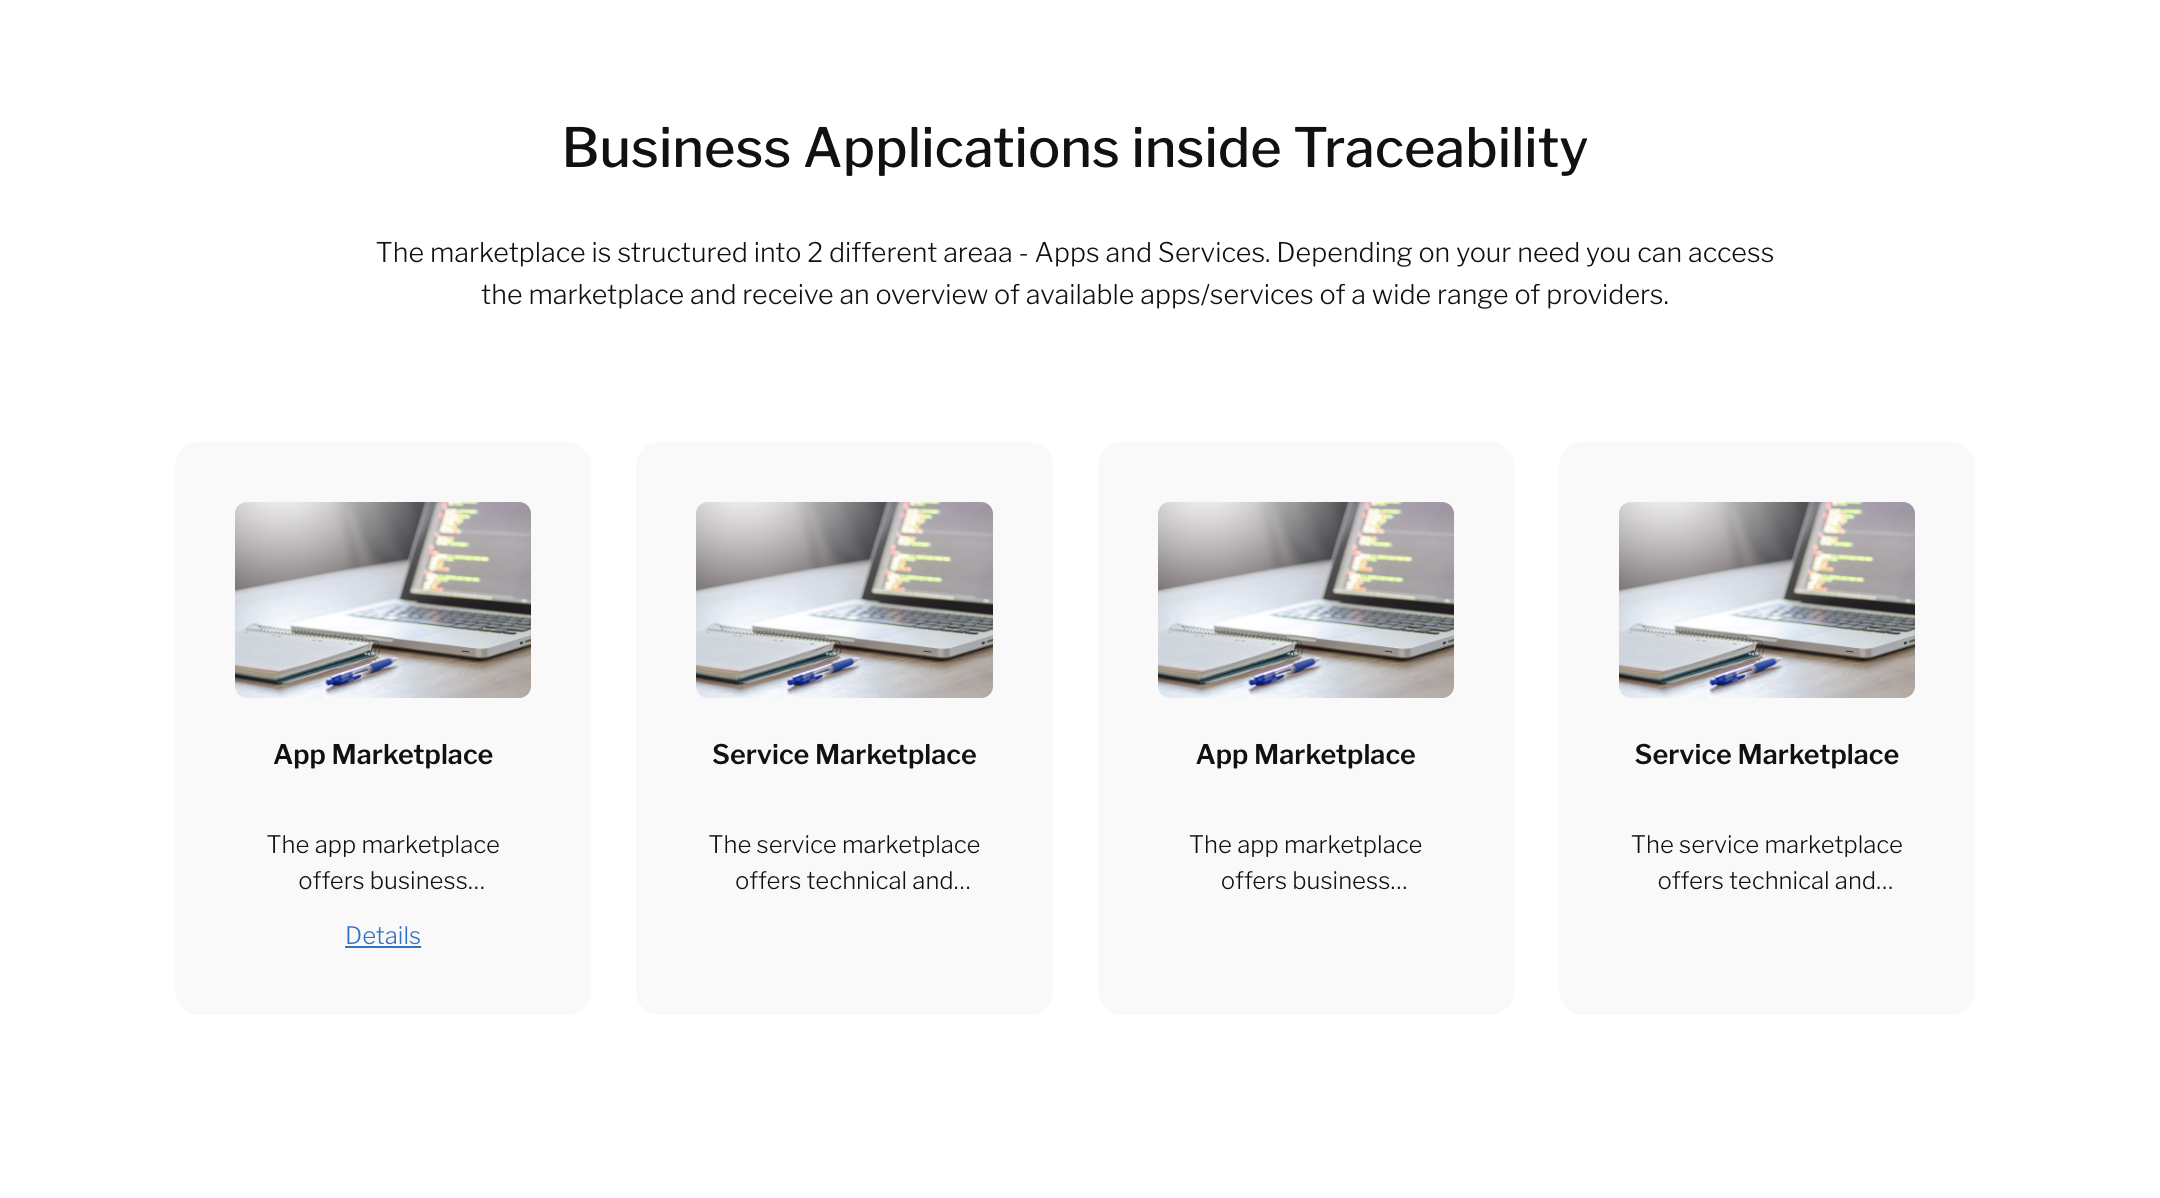 Business Applications inside Traceability
The marketplace is structured into 2 different areaa - Apps and Services. Depending on your need you can access
the marketplace and receive an overview of available apps/services of a wide range of providers.
App Marketplace
The app marketplace
offers business...
Details
Service Marketplace
The service marketplace
offers technical and...
App Marketplace
The app marketplace
offers business...
Service Marketplace
The service marketplace
offers technical and...